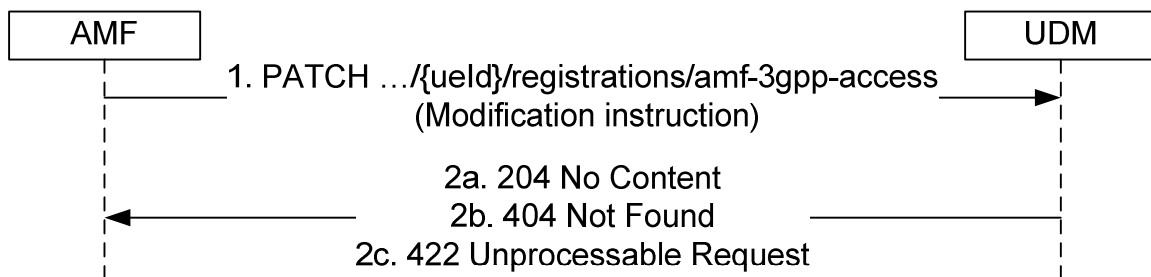 AMF
UDM
1. PATCH …/{ueId}/registrations/amf-3gpp-access
(Modification instruction)
2a. 204 No Content
2b. 404 Not Found
2c. 422 Unprocessable Request